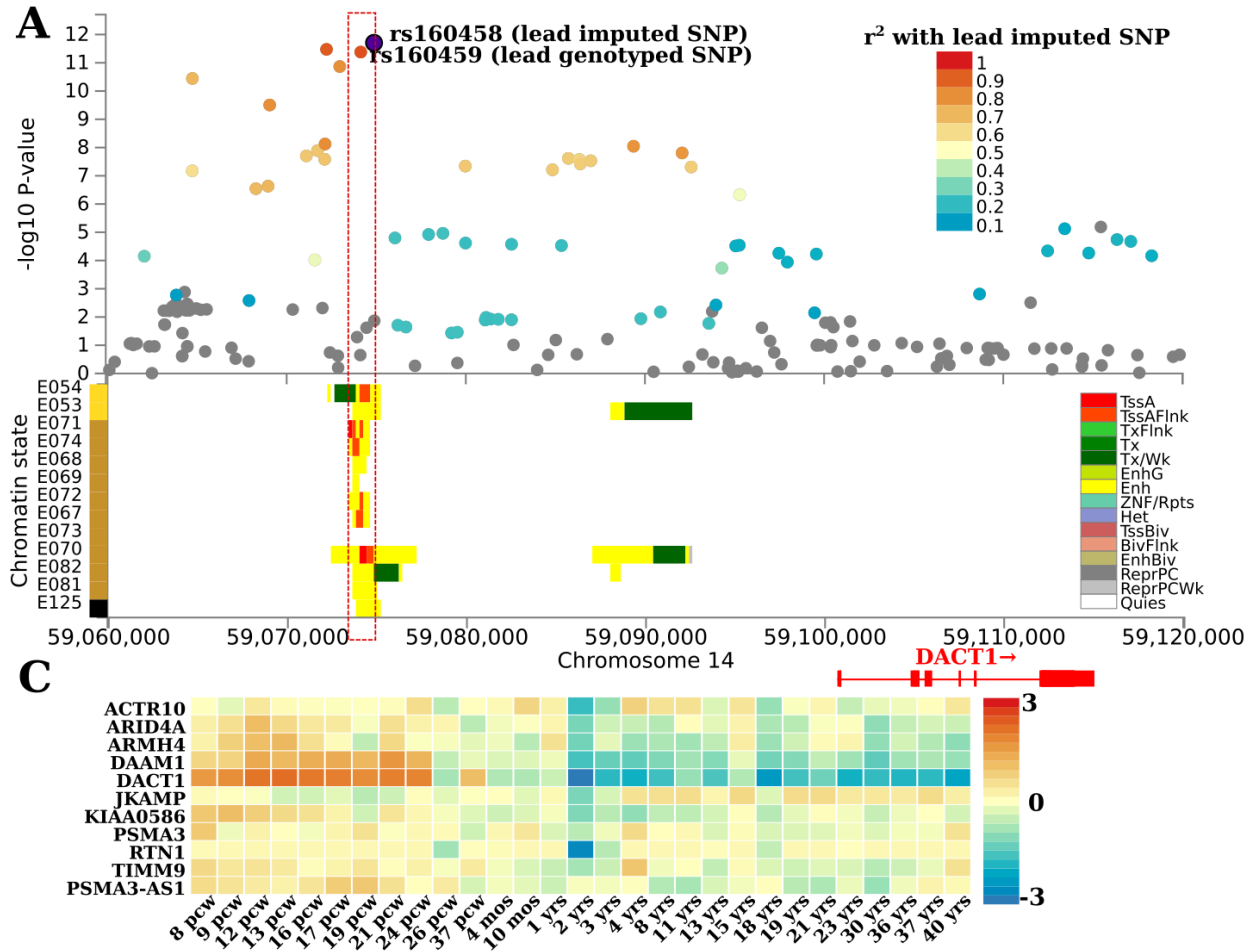 A
rs160458 (lead imputed SNP)
rs160459 (lead genotyped SNP)
r² with lead imputed SNP
1
0.9
0.8
0.7
0.6
0.5
0.4
0.3
0.2
0.1
-log10 P-value
12
11
10
9
8
7
6
5
4
3
2
1
0
Chromatin state
E054
E053
E071
E074
E068
E069
E072
E067
E073
E070
E082
E081
E125
TssA
TssAFlnk
TxFlnk
Tx
Tx/Wk
EnhG
Enh
ZNF/Rpts
Het
TssBiv
BivFlnk
EnhBiv
ReprPC
ReprPCWk
Quies
59,060,000 59,070,000 59,080,000 59,090,000 59,100,000 59,110,000 59,120,000
Chromosome 14
DACT1→
C
ACTR10
ARID4A
ARMH4
DAAM1
DACT1
JKAMP
KIAA0586
PSMA3
RTN1
TIMM9
PSMA3-AS1
3
0
-3
8 pcw
9 pcw
12 pcw
13 pcw
16 pcw
17 pcw
19 pcw
21 pcw
24 pcw
26 pcw
37 pcw
4 mos
10 mos
1 yrs
2 yrs
3 yrs
4 yrs
8 yrs
11 yrs
13 yrs
15 yrs
18 yrs
19 yrs
21 yrs
23 yrs
30 yrs
36 yrs
37 yrs
40 yrs